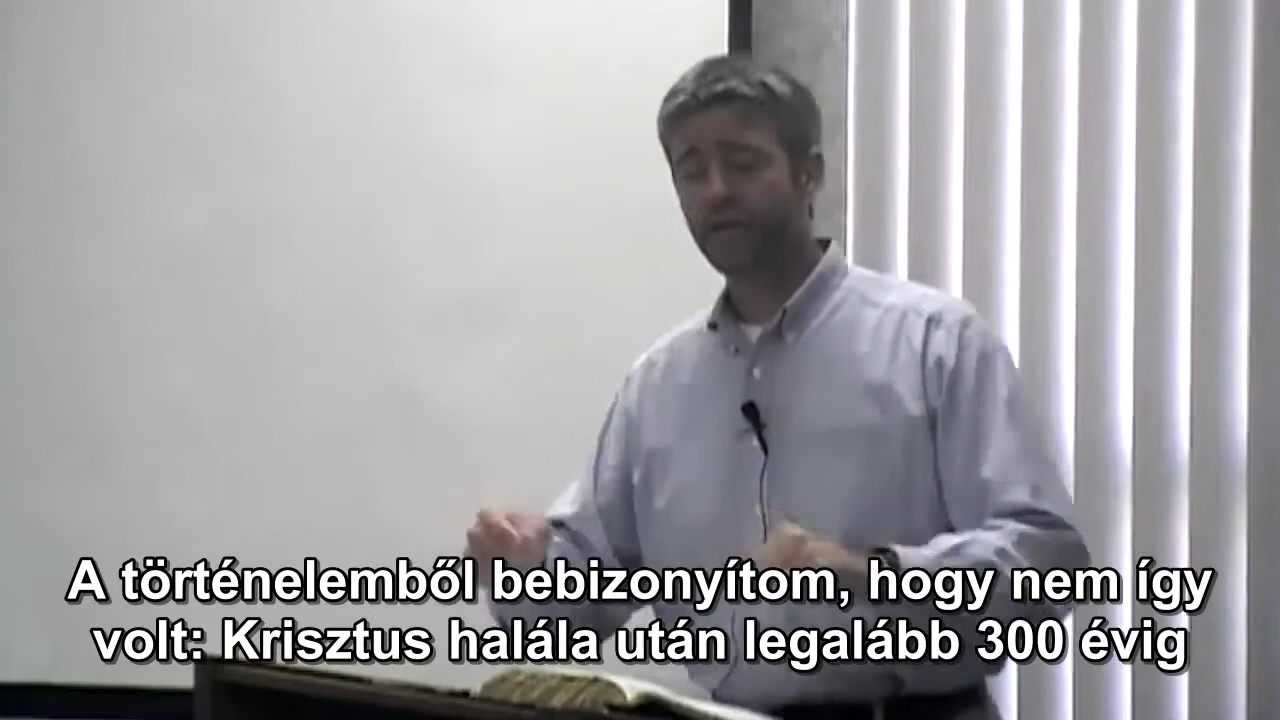 A történelemből bebizonyítom, hogy nem így
volt: Krisztus halála után legalább 300 évig